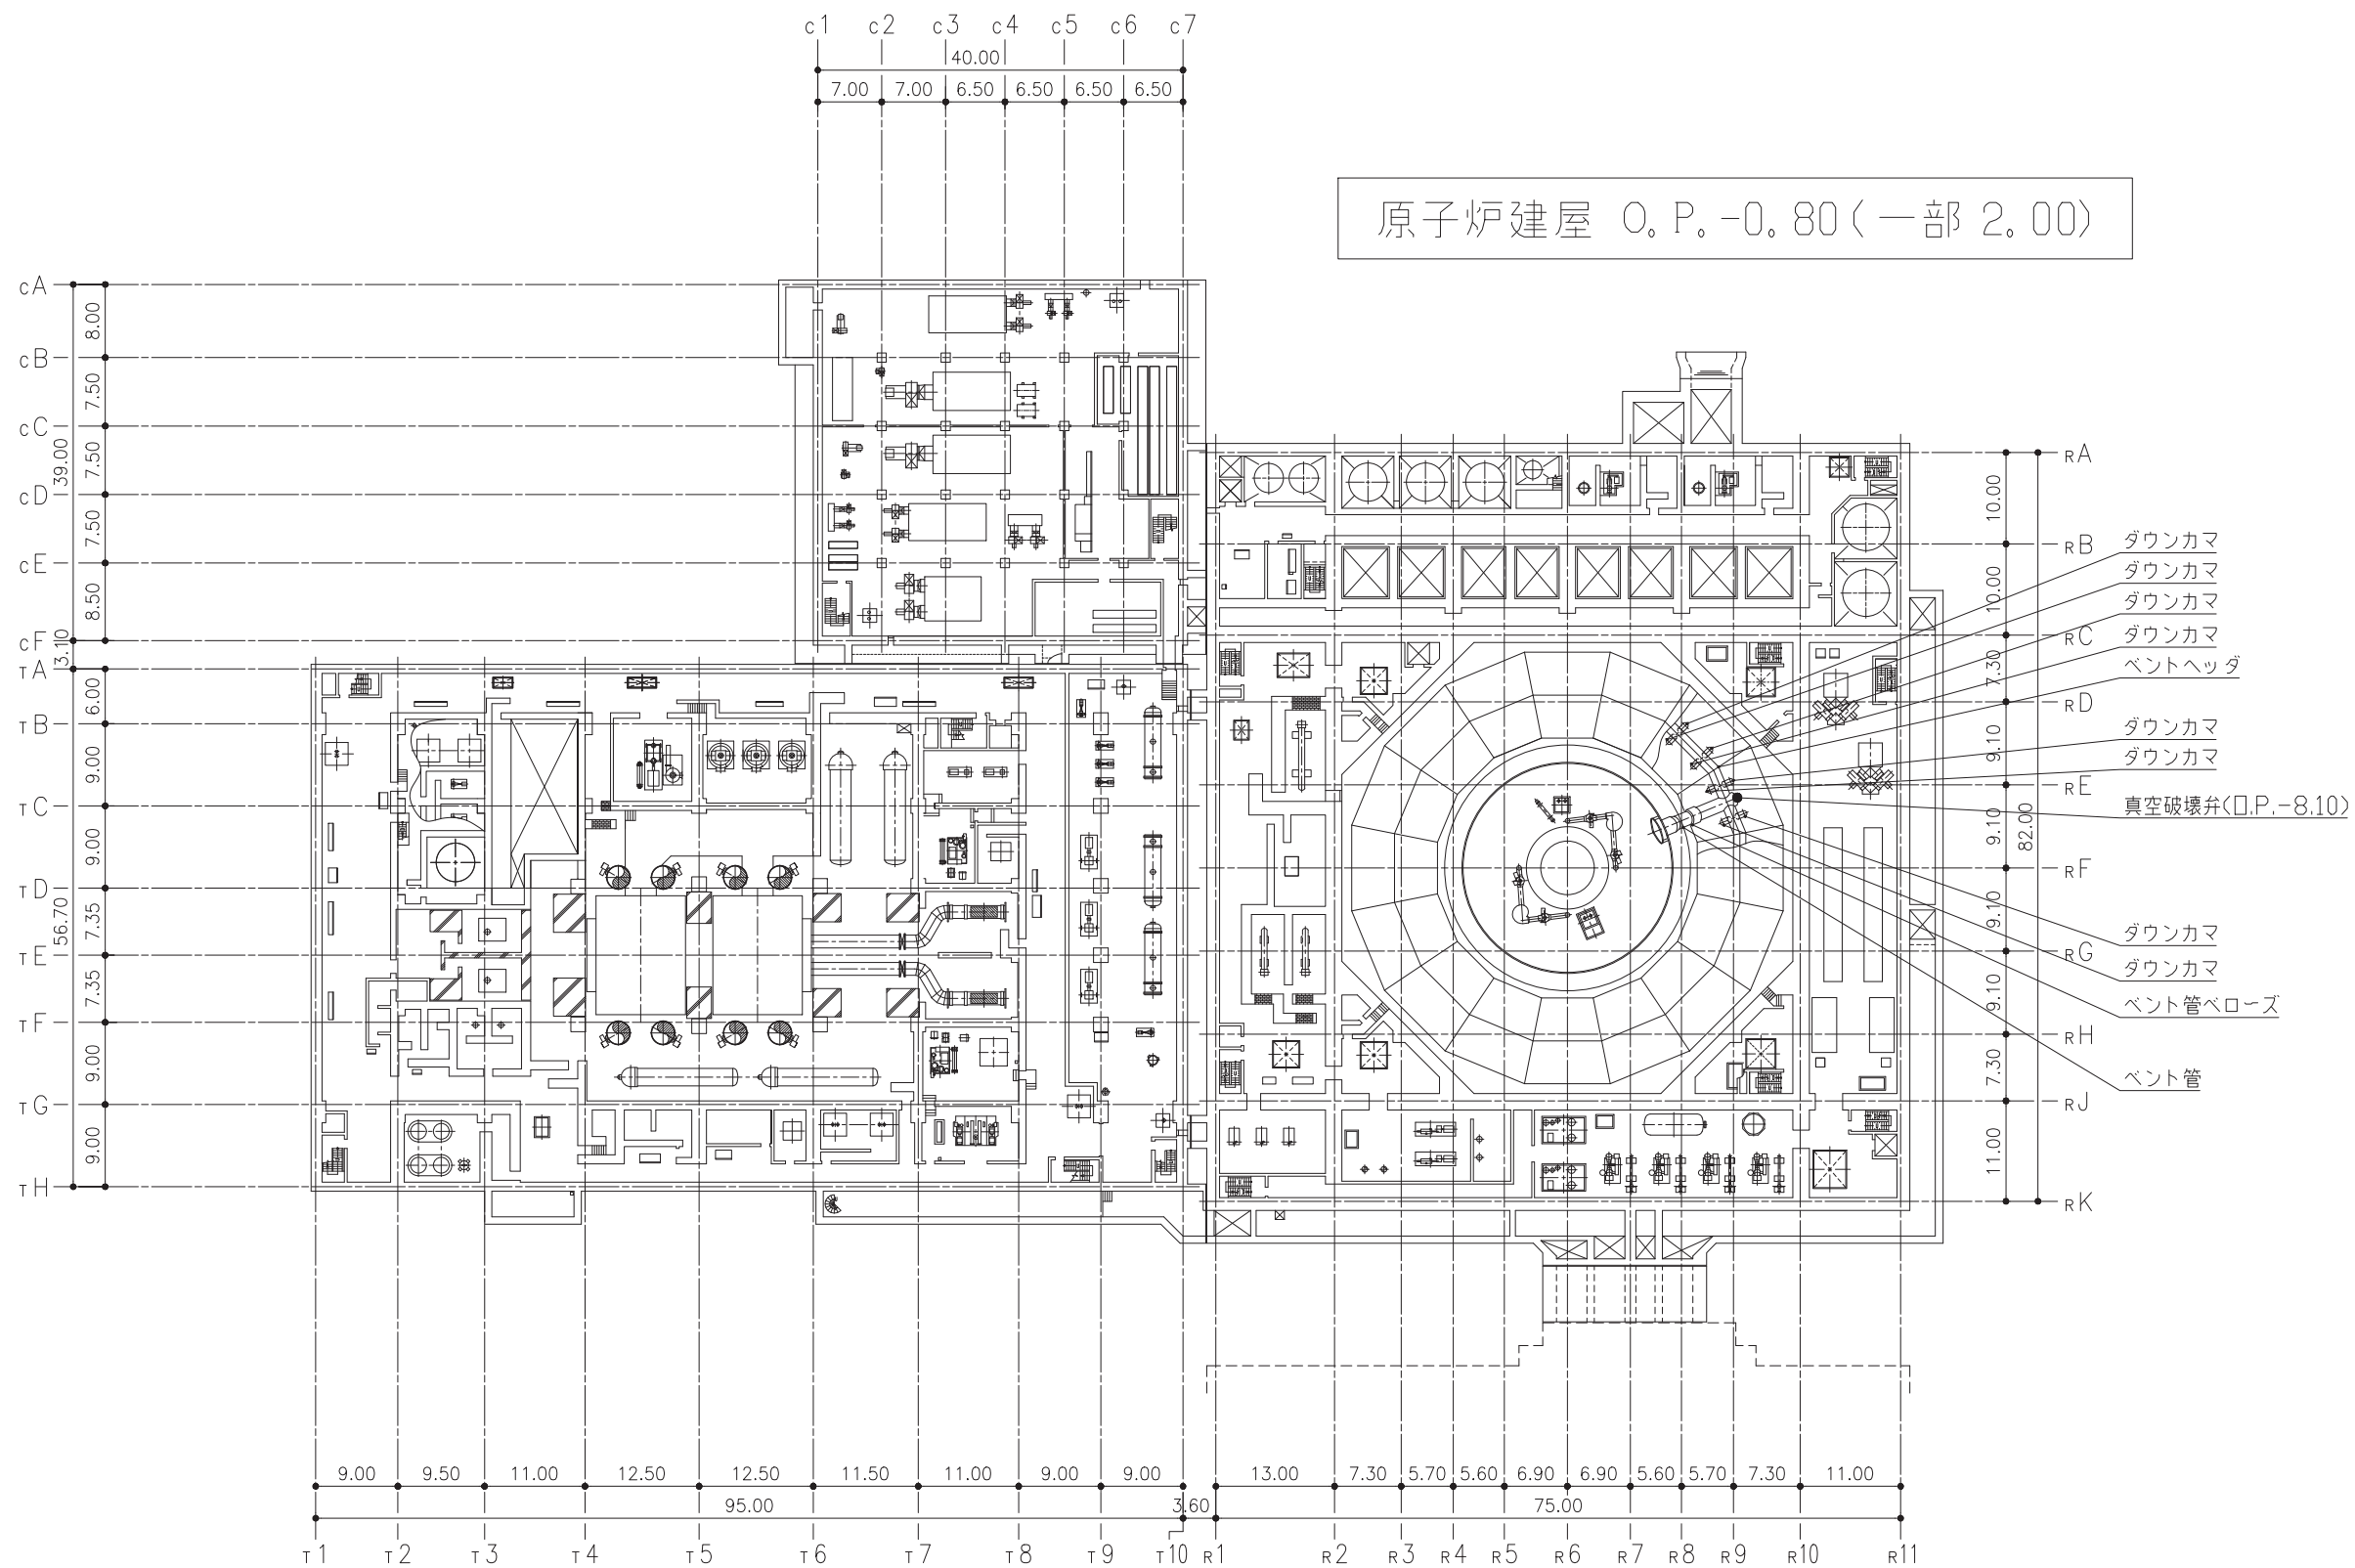 c1 c2 c3 c4 c5 c6 c7
40.00
7.00 7.00 6.50 6.50 6.50 6.50
原子炉建屋 O.P.-0.80(一部 2.00)
cA
8.00
cB
7.50
cC
39.00
7.50
cD
7.50
cE
8.50
cF
3.10
TA
6.00
TB
9.00
TC
9.00
TD
56.70
7.35
TE
7.35
TF
9.00
TG
9.00
TH
RA
10.00
RB
10.00
RC
7.30
RD
9.10
RE
82.00
9.10
RF
9.10
RG
9.10
RH
7.30
RJ
11.00
RK
ダウンカマ
ダウンカマ
ダウンカマ
ダウンカマ
ベントヘッダ
ダウンカマ
ダウンカマ
真空破壊弁(O.P.-8.10)
ダウンカマ
ダウンカマ
ベント管ベローズ
ベント管
9.00 9.50 11.00 12.50 12.50 11.50 11.00 9.00 9.00 13.00 7.30 5.70 5.60 6.90 6.90 5.60 5.70 7.30 11.00
95.00 3.60 75.00
T1 T2 T3 T4 T5 T6 T7 T8 T9 T10 R1 R2 R3 R4 R5 R6 R7 R8 R9 R10 R11